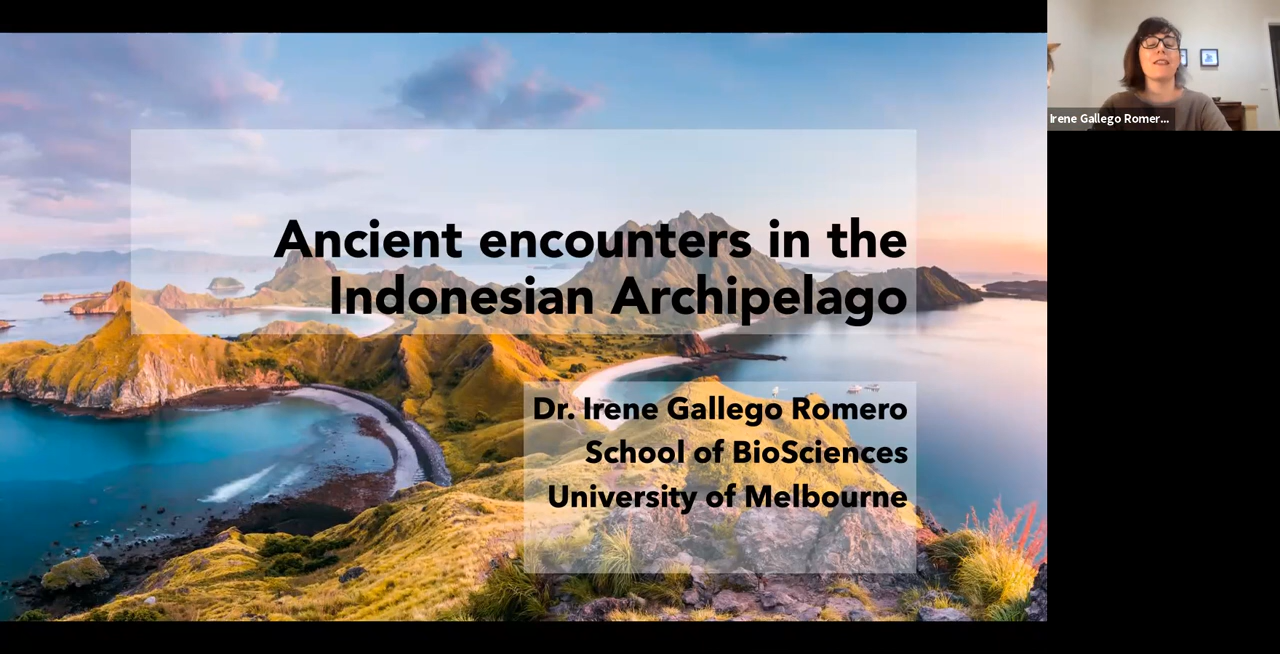 Ancient encounters in the
Indonesian Archipelago
Dr. Irene Gallego Romero
School of BioSciences
University of Melbourne
Irene Gallego Romer...